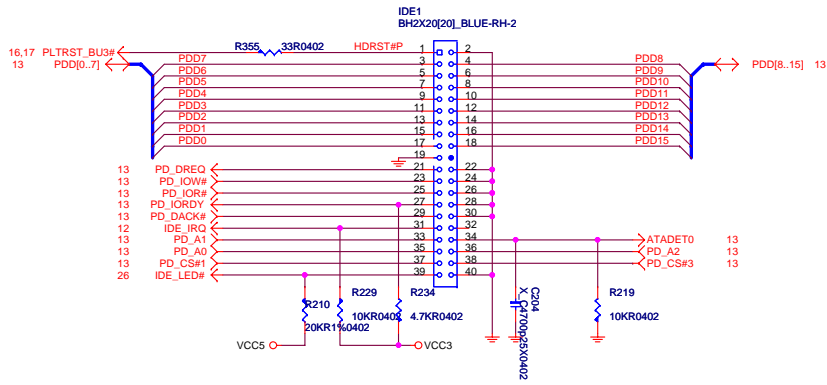 IDE1
BH2X20[20]_BLUE-RH-2
16,17 PLTRST_BU3# R355 33R0402 HDRST#P 1 2
13 PDD[0..7] PDD7 3 4 PDD8 PDD[8..15] 13
PDD6 5 6 PDD9
PDD5 7 8 PDD10
PDD4 9 10 PDD11
PDD3 11 12 PDD12
PDD2 13 14 PDD13
PDD1 15 16 PDD14
PDD0 17 18 PDD15
19
13 PD_DREQ 21 22
13 PD_IOW# 23 24
13 PD_IOR# 25 26
13 PD_IORDY 27 28
13 PD_DACK# 29 30
12 IDE_IRQ 31 32
13 PD_A1 33 34 ATADET0 13
13 PD_A0 35 36 PD_A2 13
13 PD_CS#1 37 38 PD_CS#3 13
26 IDE_LED# 39 40
R210 R229 R234 C204 R219
20KR1%0402 10KR0402 4.7KR0402 X_C4700p25X0402 10KR0402
VCC5 VCC3